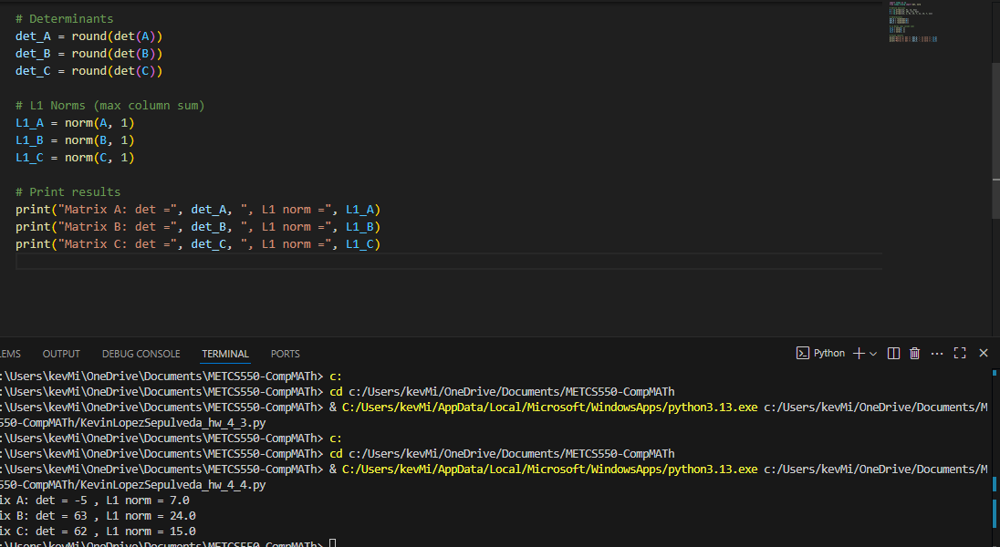 # Determinants
det_A = round(det(A))
det_B = round(det(B))
det_C = round(det(C))
# L1 Norms (max column sum)
L1_A = norm(A, 1)
L1_B = norm(B, 1)
L1_C = norm(C, 1)
# Print results
print("Matrix A: det =", det_A, ", L1 norm =", L1_A)
print("Matrix B: det =", det_B, ", L1 norm =", L1_B)
print("Matrix C: det =", det_C, ", L1 norm =", L1_C)
EMS OUTPUT DEBUG CONSOLE TERMINAL PORTS Python
:\Users\kevMi\OneDrive\Documents\METCS550-CompMATh> c:
:\Users\kevMi\OneDrive\Documents\METCS550-CompMATh> cd c:/Users/kevMi/OneDrive/Documents/METCS550-CompMATh
:\Users\kevMi\OneDrive\Documents\METCS550-CompMATh> & C:/Users/kevMi/AppData/Local/Microsoft/WindowsApps/python3.13.exe c:/Users/kevMi/OneDrive/Documents/M
550-CompMATh/KevinLopezSepulveda_hw_4_3.py
:\Users\kevMi\OneDrive\Documents\METCS550-CompMATh> c:
:\Users\kevMi\OneDrive\Documents\METCS550-CompMATh> cd c:/Users/kevMi/OneDrive/Documents/METCS550-CompMATh
:\Users\kevMi\OneDrive\Documents\METCS550-CompMATh> & C:/Users/kevMi/AppData/Local/Microsoft/WindowsApps/python3.13.exe c:/Users/kevMi/OneDrive/Documents/M
550-CompMATh/KevinLopezSepulveda_hw_4_4.py
ix A: det = -5 , L1 norm = 7.0
ix B: det = 63 , L1 norm = 24.0
ix C: det = 62 , L1 norm = 15.0
:\Users\kevMi\OneDrive\Documents\METCS550-CompMATh>